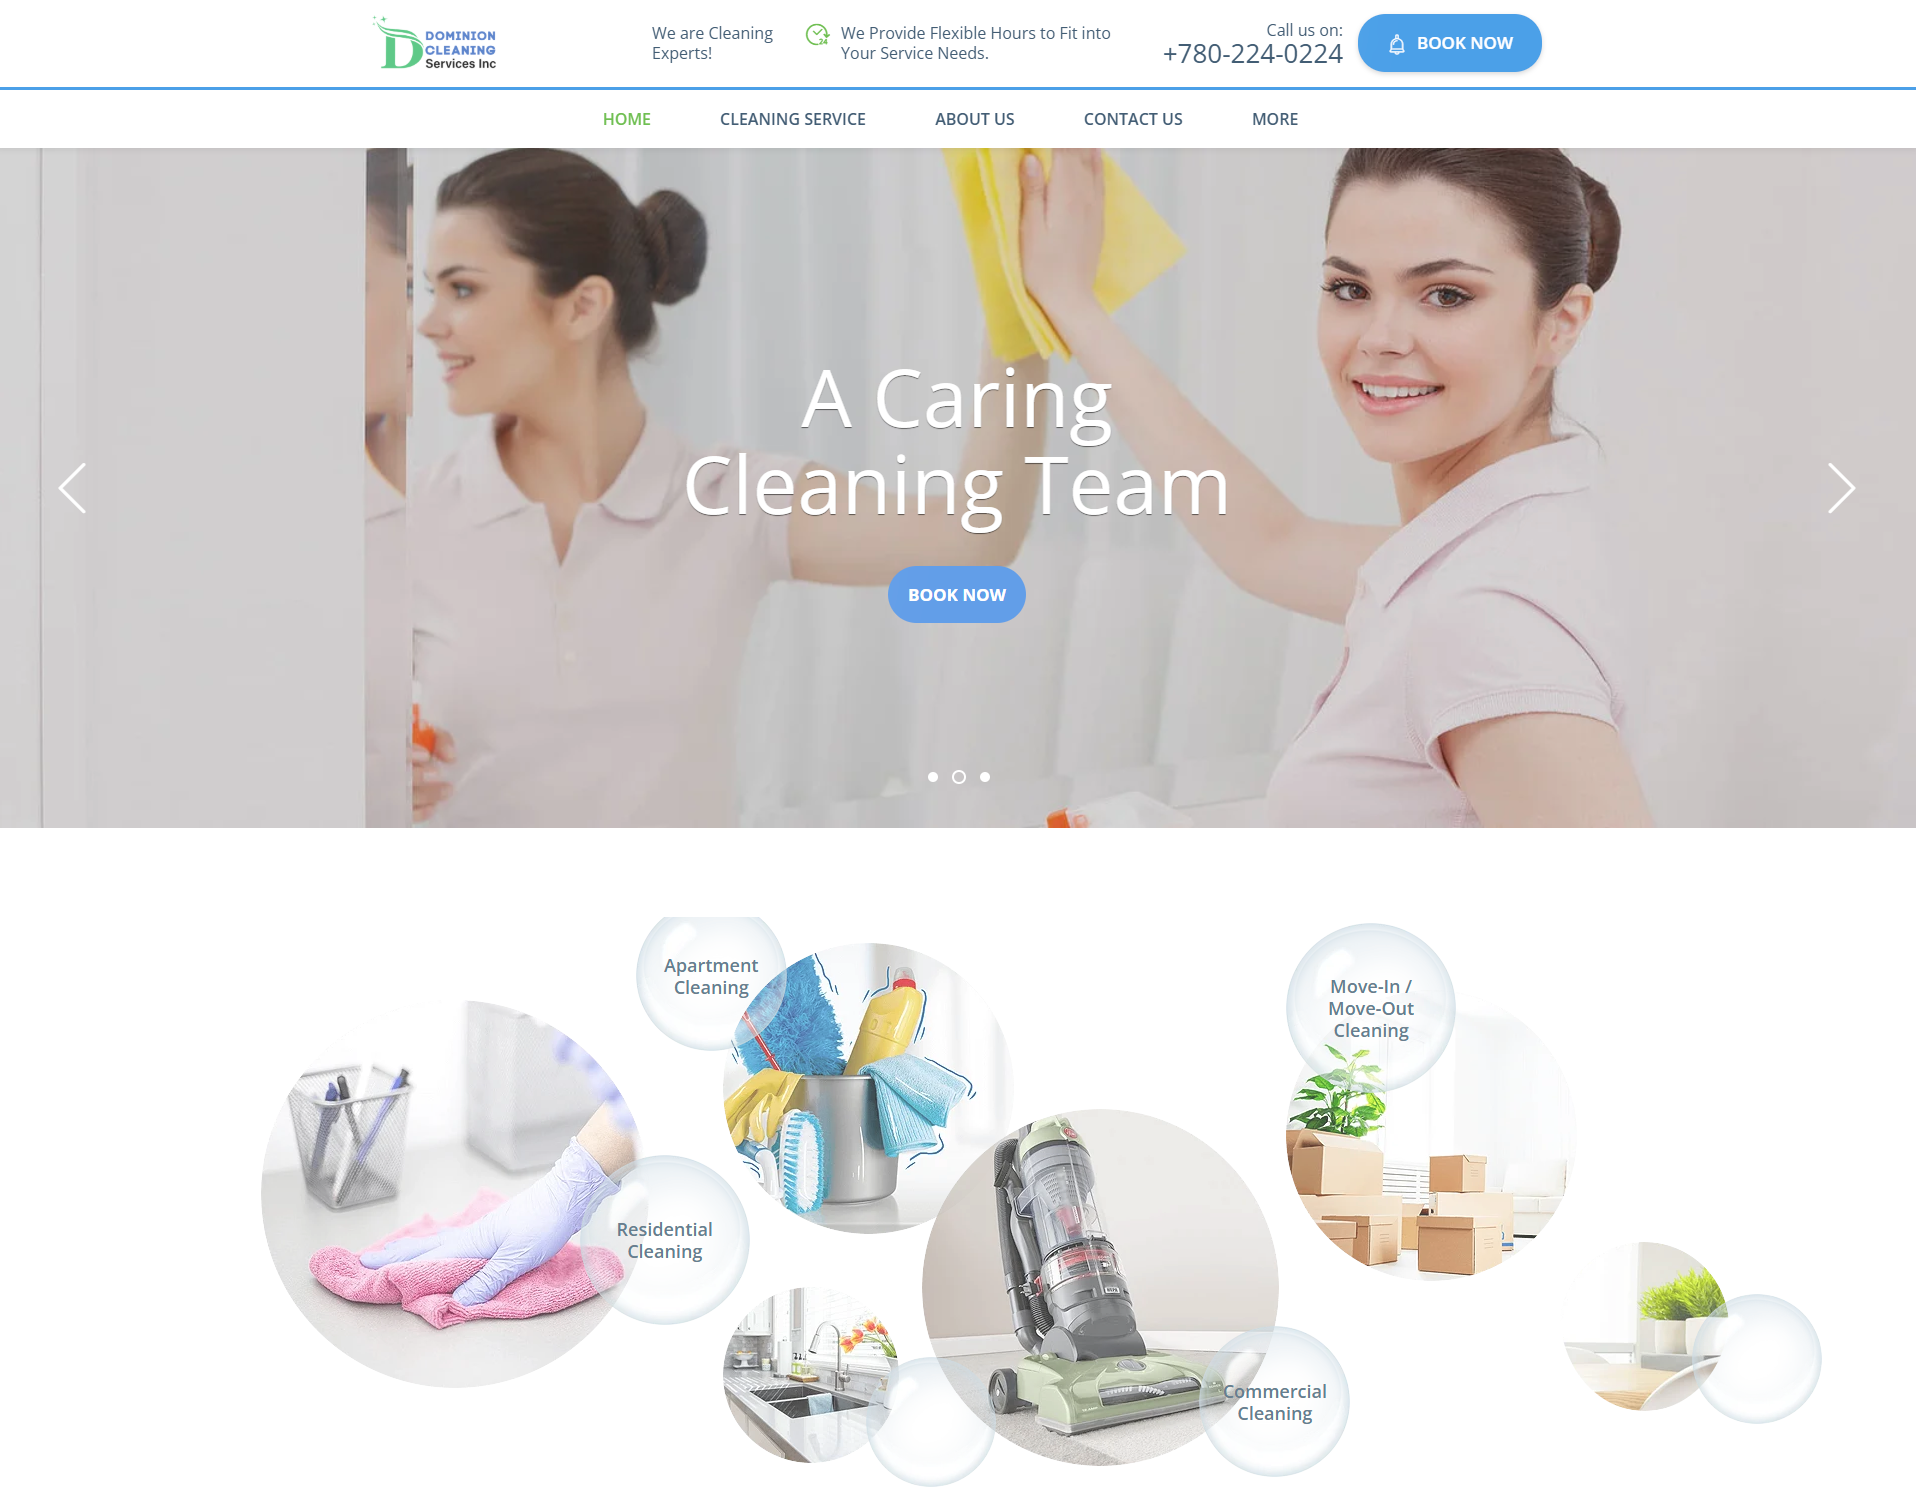 DOMINION
CLEANING
Services Inc
We are Cleaning
Experts!
24
We Provide Flexible Hours to Fit into
Your Service Needs.
Call us on:
+780-224-0224
BOOK NOW
HOME
CLEANING SERVICE
ABOUT US
CONTACT US
MORE
A Caring
Cleaning Team
BOOK NOW
Apartment
Cleaning
Move-In /
Move-Out
Cleaning
Residential
Cleaning
Commercial
Cleaning